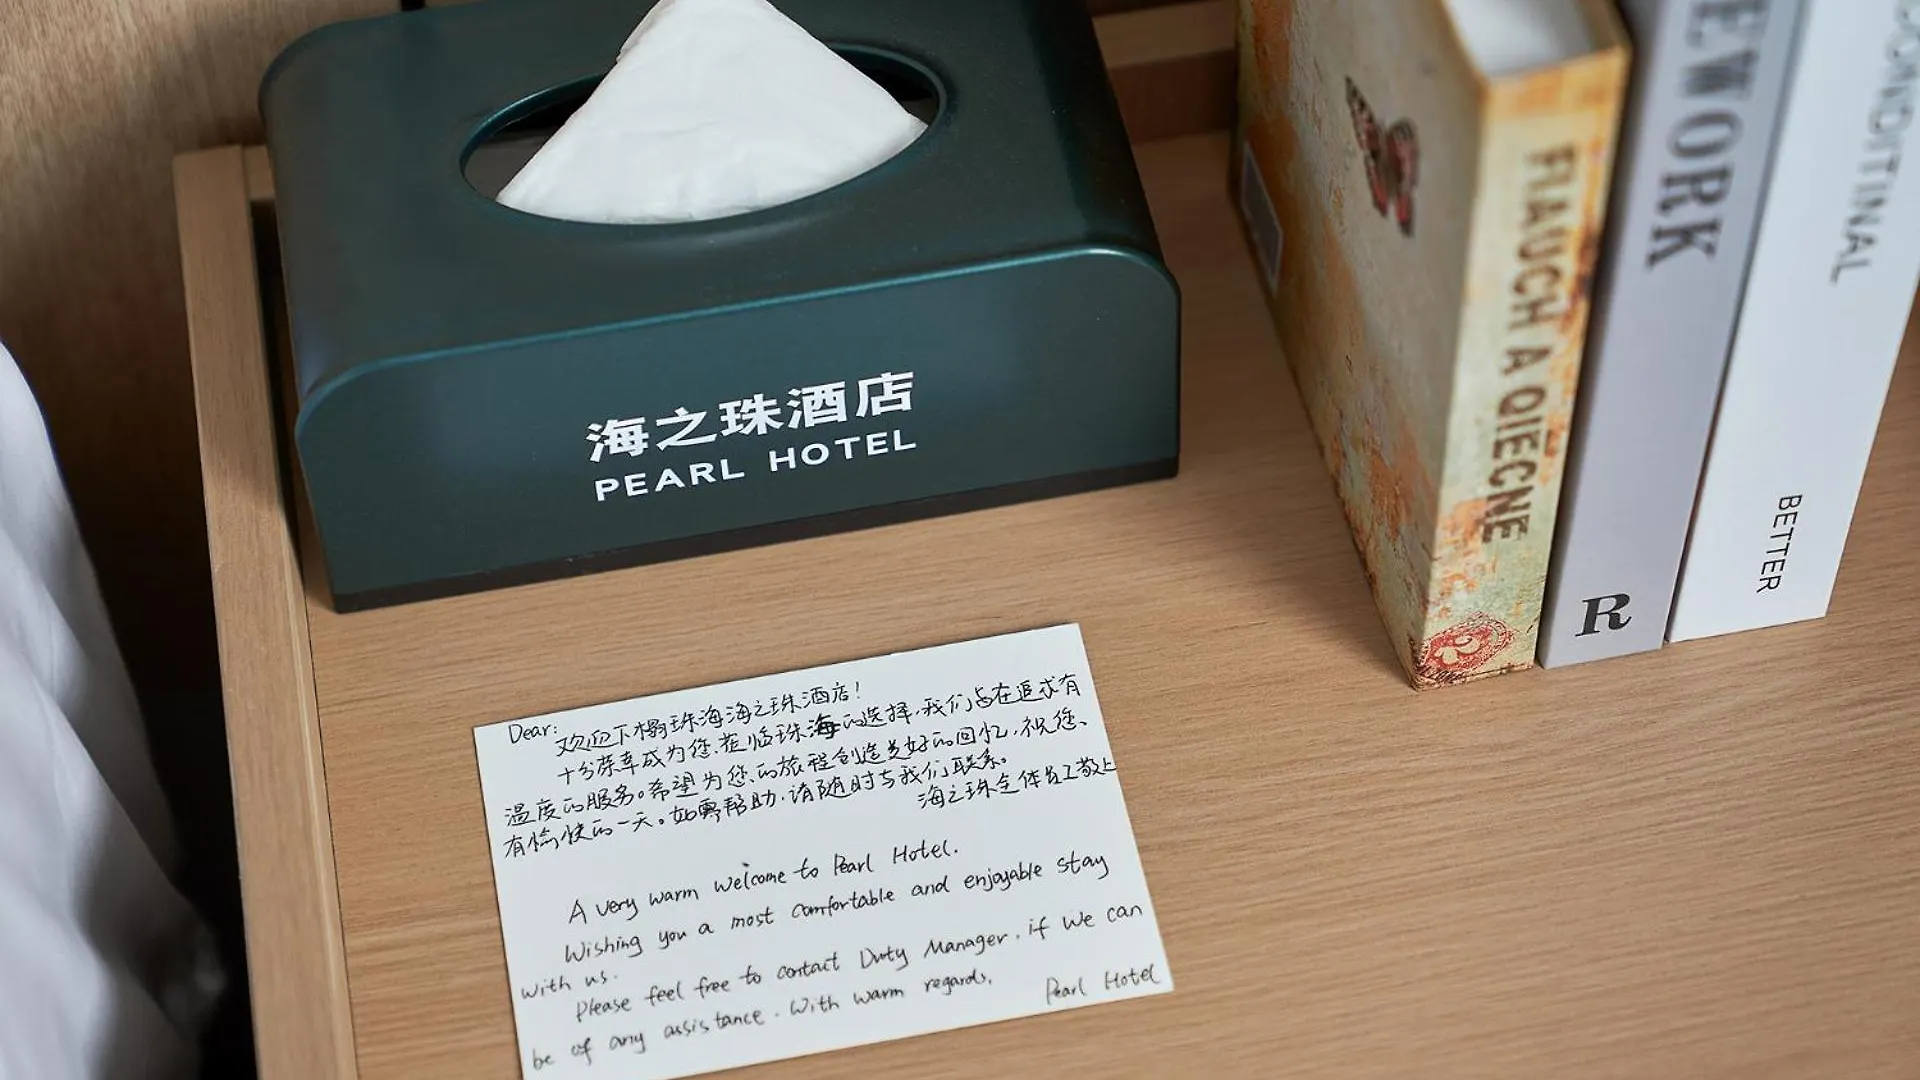 海之珠酒店
PEARL HOTEL
FIAUCH A QIECNE
EWORK
R
CONDITINAL
BETTER
Dear:
欢迎下榻珠海海之珠酒店!
十分荣幸成为您莅临珠海的选择,我们旨在追求有
温度的服务。希望为您的旅程创造美好的回忆,祝您、
有愉快的一天。如需帮助,请随时与我们联系。
海之珠全体员工敬上
A very warm welcome to Pearl Hotel.
Wishing you a most comfortable and enjoyable stay
with us.
Please feel free to contact Duty Manager, if we can
be of any assistance. With warm regards,
Pearl Hotel